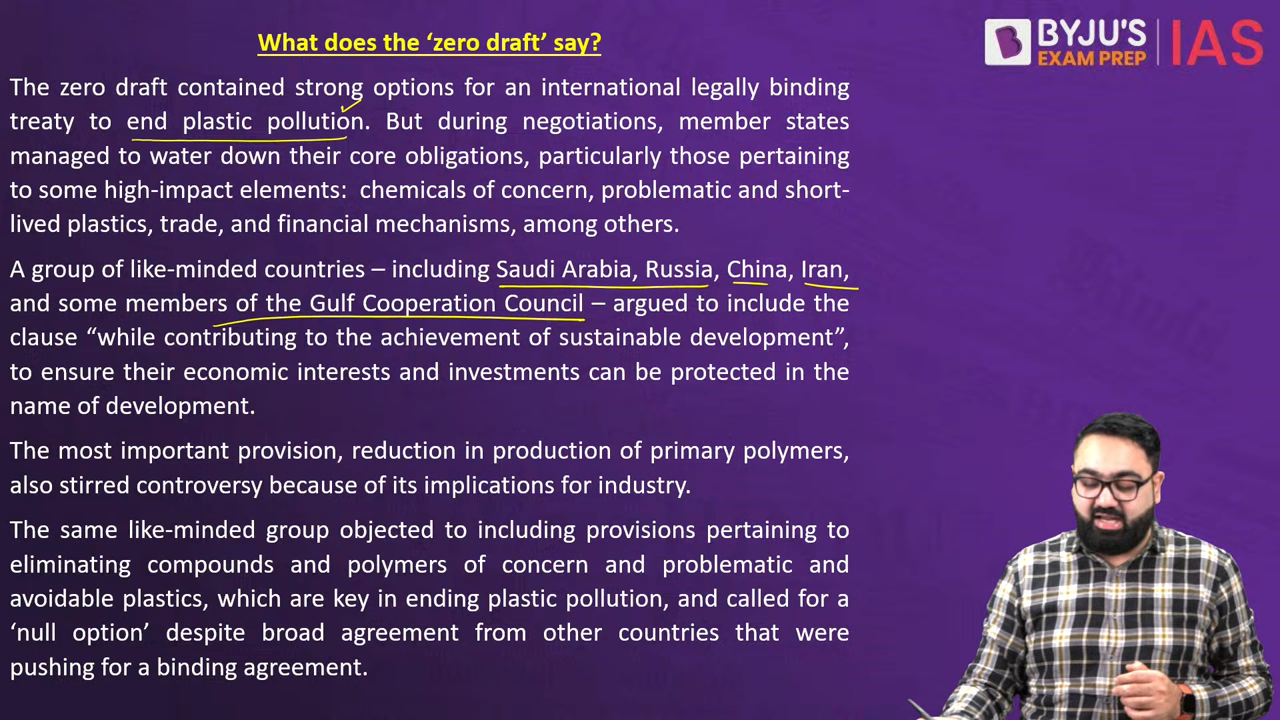 What does the ‘zero draft’ say?
BYJU'S
EXAM PREP
IAS
The zero draft contained strong options for an international legally binding
treaty to end plastic pollution. But during negotiations, member states
managed to water down their core obligations, particularly those pertaining
to some high-impact elements: chemicals of concern, problematic and short-
lived plastics, trade, and financial mechanisms, among others.
A group of like-minded countries – including Saudi Arabia, Russia, China, Iran,
and some members of the Gulf Cooperation Council – argued to include the
clause “while contributing to the achievement of sustainable development”,
to ensure their economic interests and investments can be protected in the
name of development.
The most important provision, reduction in production of primary polymers,
also stirred controversy because of its implications for industry.
The same like-minded group objected to including provisions pertaining to
eliminating compounds and polymers of concern and problematic and
avoidable plastics, which are key in ending plastic pollution, and called for a
‘null option’ despite broad agreement from other countries that were
pushing for a binding agreement.